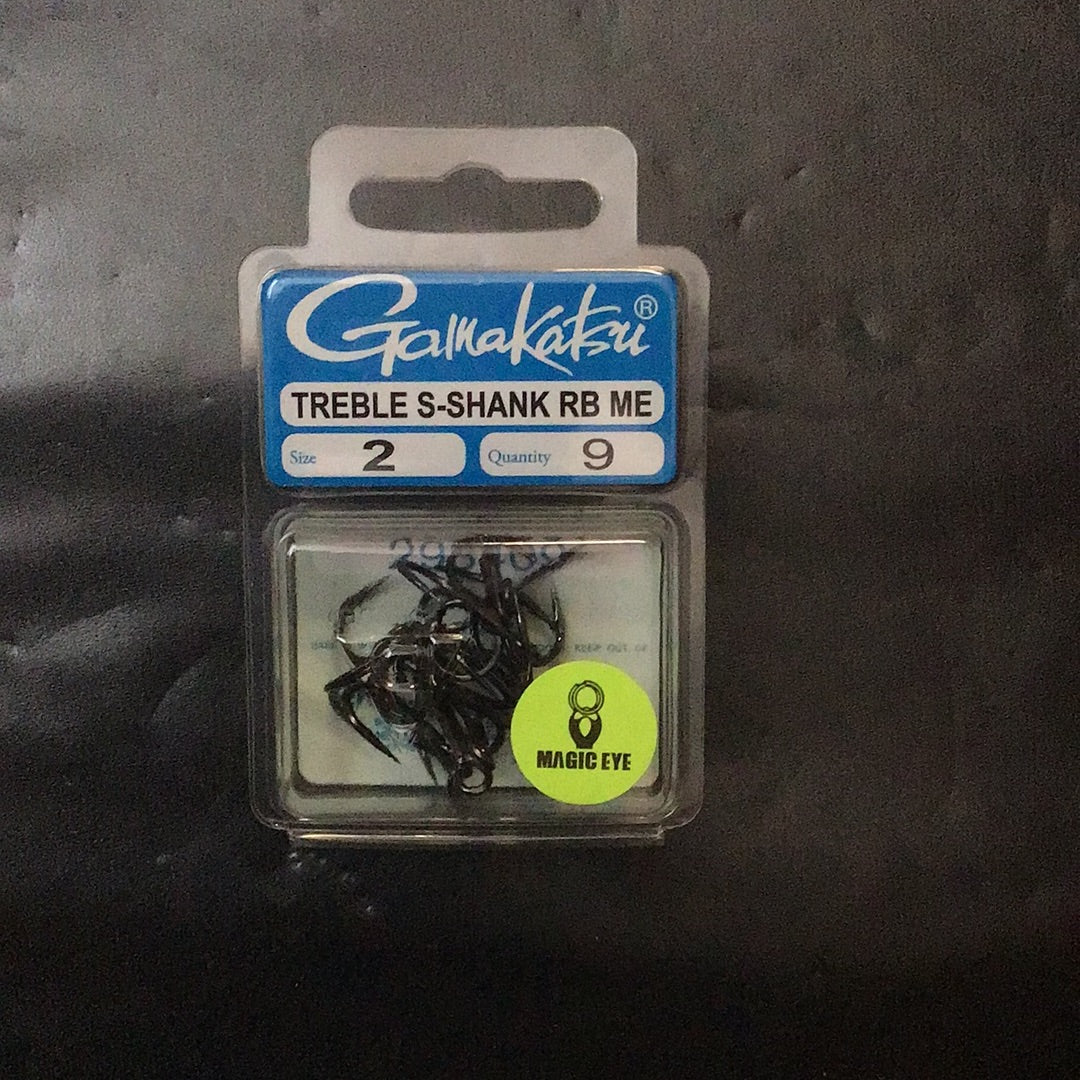 Gamakatsu®
TREBLE S-SHANK RB ME
Size 2 Quantity 9
MAGIC EYE